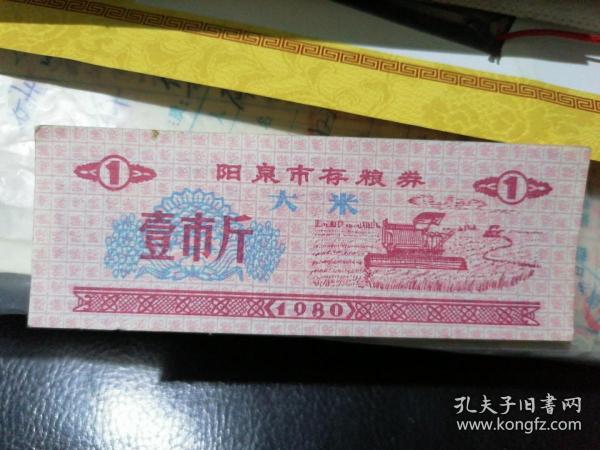 阳泉市存粮券
1
1
大米
壹市斤
1980
孔夫子旧书网
www.kongfz.com